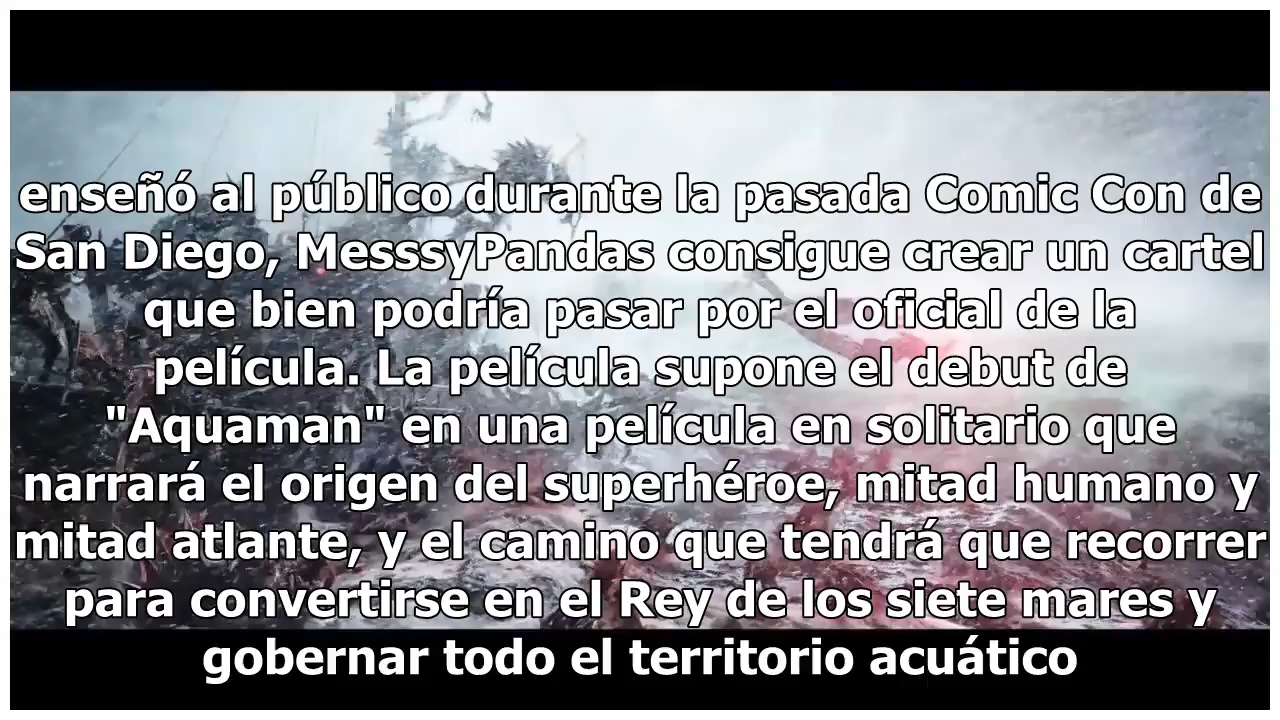 enseñó al público durante la pasada Comic Con de
San Diego, MesssyPandas consigue crear un cartel
que bien podría pasar por el oficial de la
película. La película supone el debut de
"Aquaman" en una película en solitario que
narrará el origen del superhéroe, mitad humano y
mitad atlante, y el camino que tendrá que recorrer
para convertirse en el Rey de los siete mares y
gobernar todo el territorio acuático